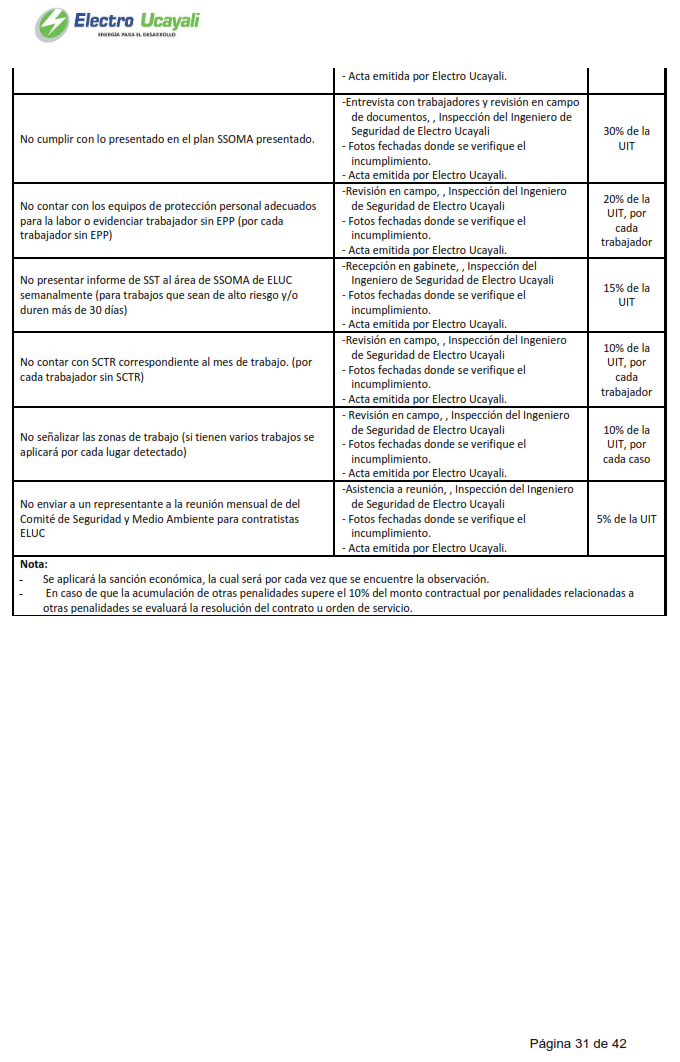 Electro Ucayali
ENERGÍA PARA EL DESARROLLO
- Acta emitida por Electro Ucayali.
No cumplir con lo presentado en el plan SSOMA presentado.
-Entrevista con trabajadores y revisión en campo
de documentos, , Inspección del Ingeniero de
Seguridad de Electro Ucayali
- Fotos fechadas donde se verifique el
incumplimiento.
- Acta emitida por Electro Ucayali.
30% de la
UIT
No contar con los equipos de protección personal adecuados
para la labor o evidenciar trabajador sin EPP (por cada
trabajador sin EPP)
-Revisión en campo, , Inspección del Ingeniero
de Seguridad de Electro Ucayali
- Fotos fechadas donde se verifique el
incumplimiento.
- Acta emitida por Electro Ucayali.
20% de la
UIT, por
cada
trabajador
No presentar informe de SST al área de SSOMA de ELUC
semanalmente (para trabajos que sean de alto riesgo y/o
duren más de 30 días)
-Recepción en gabinete, , Inspección del
Ingeniero de Seguridad de Electro Ucayali
- Fotos fechadas donde se verifique el
incumplimiento.
- Acta emitida por Electro Ucayali.
15% de la
UIT
No contar con SCTR correspondiente al mes de trabajo. (por
cada trabajador sin SCTR)
-Revisión en campo, , Inspección del Ingeniero
de Seguridad de Electro Ucayali
- Fotos fechadas donde se verifique el
incumplimiento.
- Acta emitida por Electro Ucayali.
10% de la
UIT, por
cada
trabajador
No señalizar las zonas de trabajo (si tienen varios trabajos se
aplicará por cada lugar detectado)
- Revisión en campo, , Inspección del Ingeniero
de Seguridad de Electro Ucayali
- Fotos fechadas donde se verifique el
incumplimiento.
- Acta emitida por Electro Ucayali.
10% de la
UIT, por
cada caso
No enviar a un representante a la reunión mensual de del
Comité de Seguridad y Medio Ambiente para contratistas
ELUC
-Asistencia a reunión, , Inspección del Ingeniero
de Seguridad de Electro Ucayali
- Fotos fechadas donde se verifique el
incumplimiento.
- Acta emitida por Electro Ucayali.
5% de la UIT
Nota:
- Se aplicará la sanción económica, la cual será por cada vez que se encuentre la observación.
- En caso de que la acumulación de otras penalidades supere el 10% del monto contractual por penalidades relacionadas a
otras penalidades se evaluará la resolución del contrato u orden de servicio.
Página 31 de 42